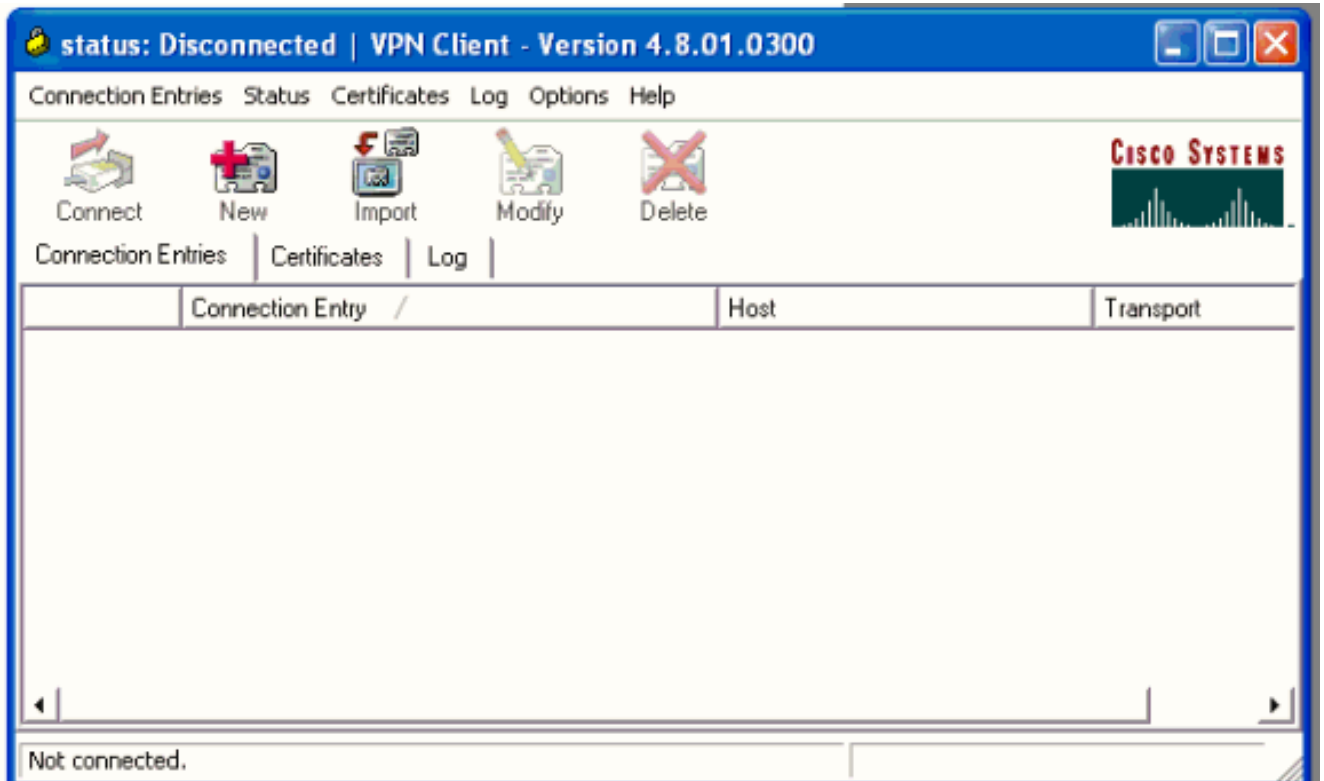 status: Disconnected | VPN Client - Version 4.8.01.0300
Connection Entries Status Certificates Log Options Help
Connect New Import Modify Delete
CISCO SYSTEMS
Connection Entries Certificates Log
Connection Entry / Host Transport
Not connected.